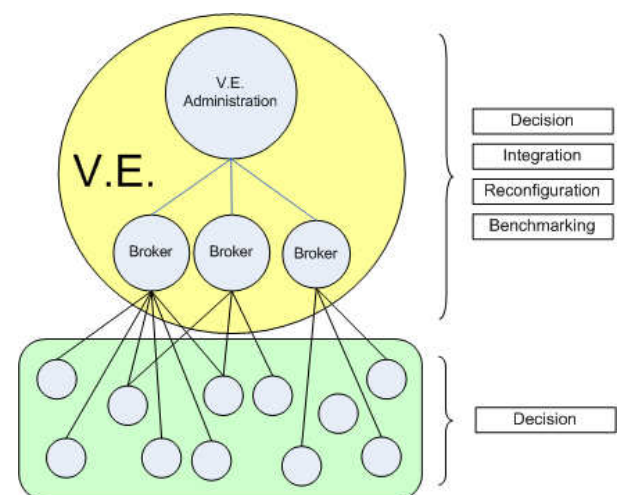 V.E.
Administration
V.E.
Broker
Broker
Broker
Decision
Integration
Reconfiguration
Benchmarking
Decision